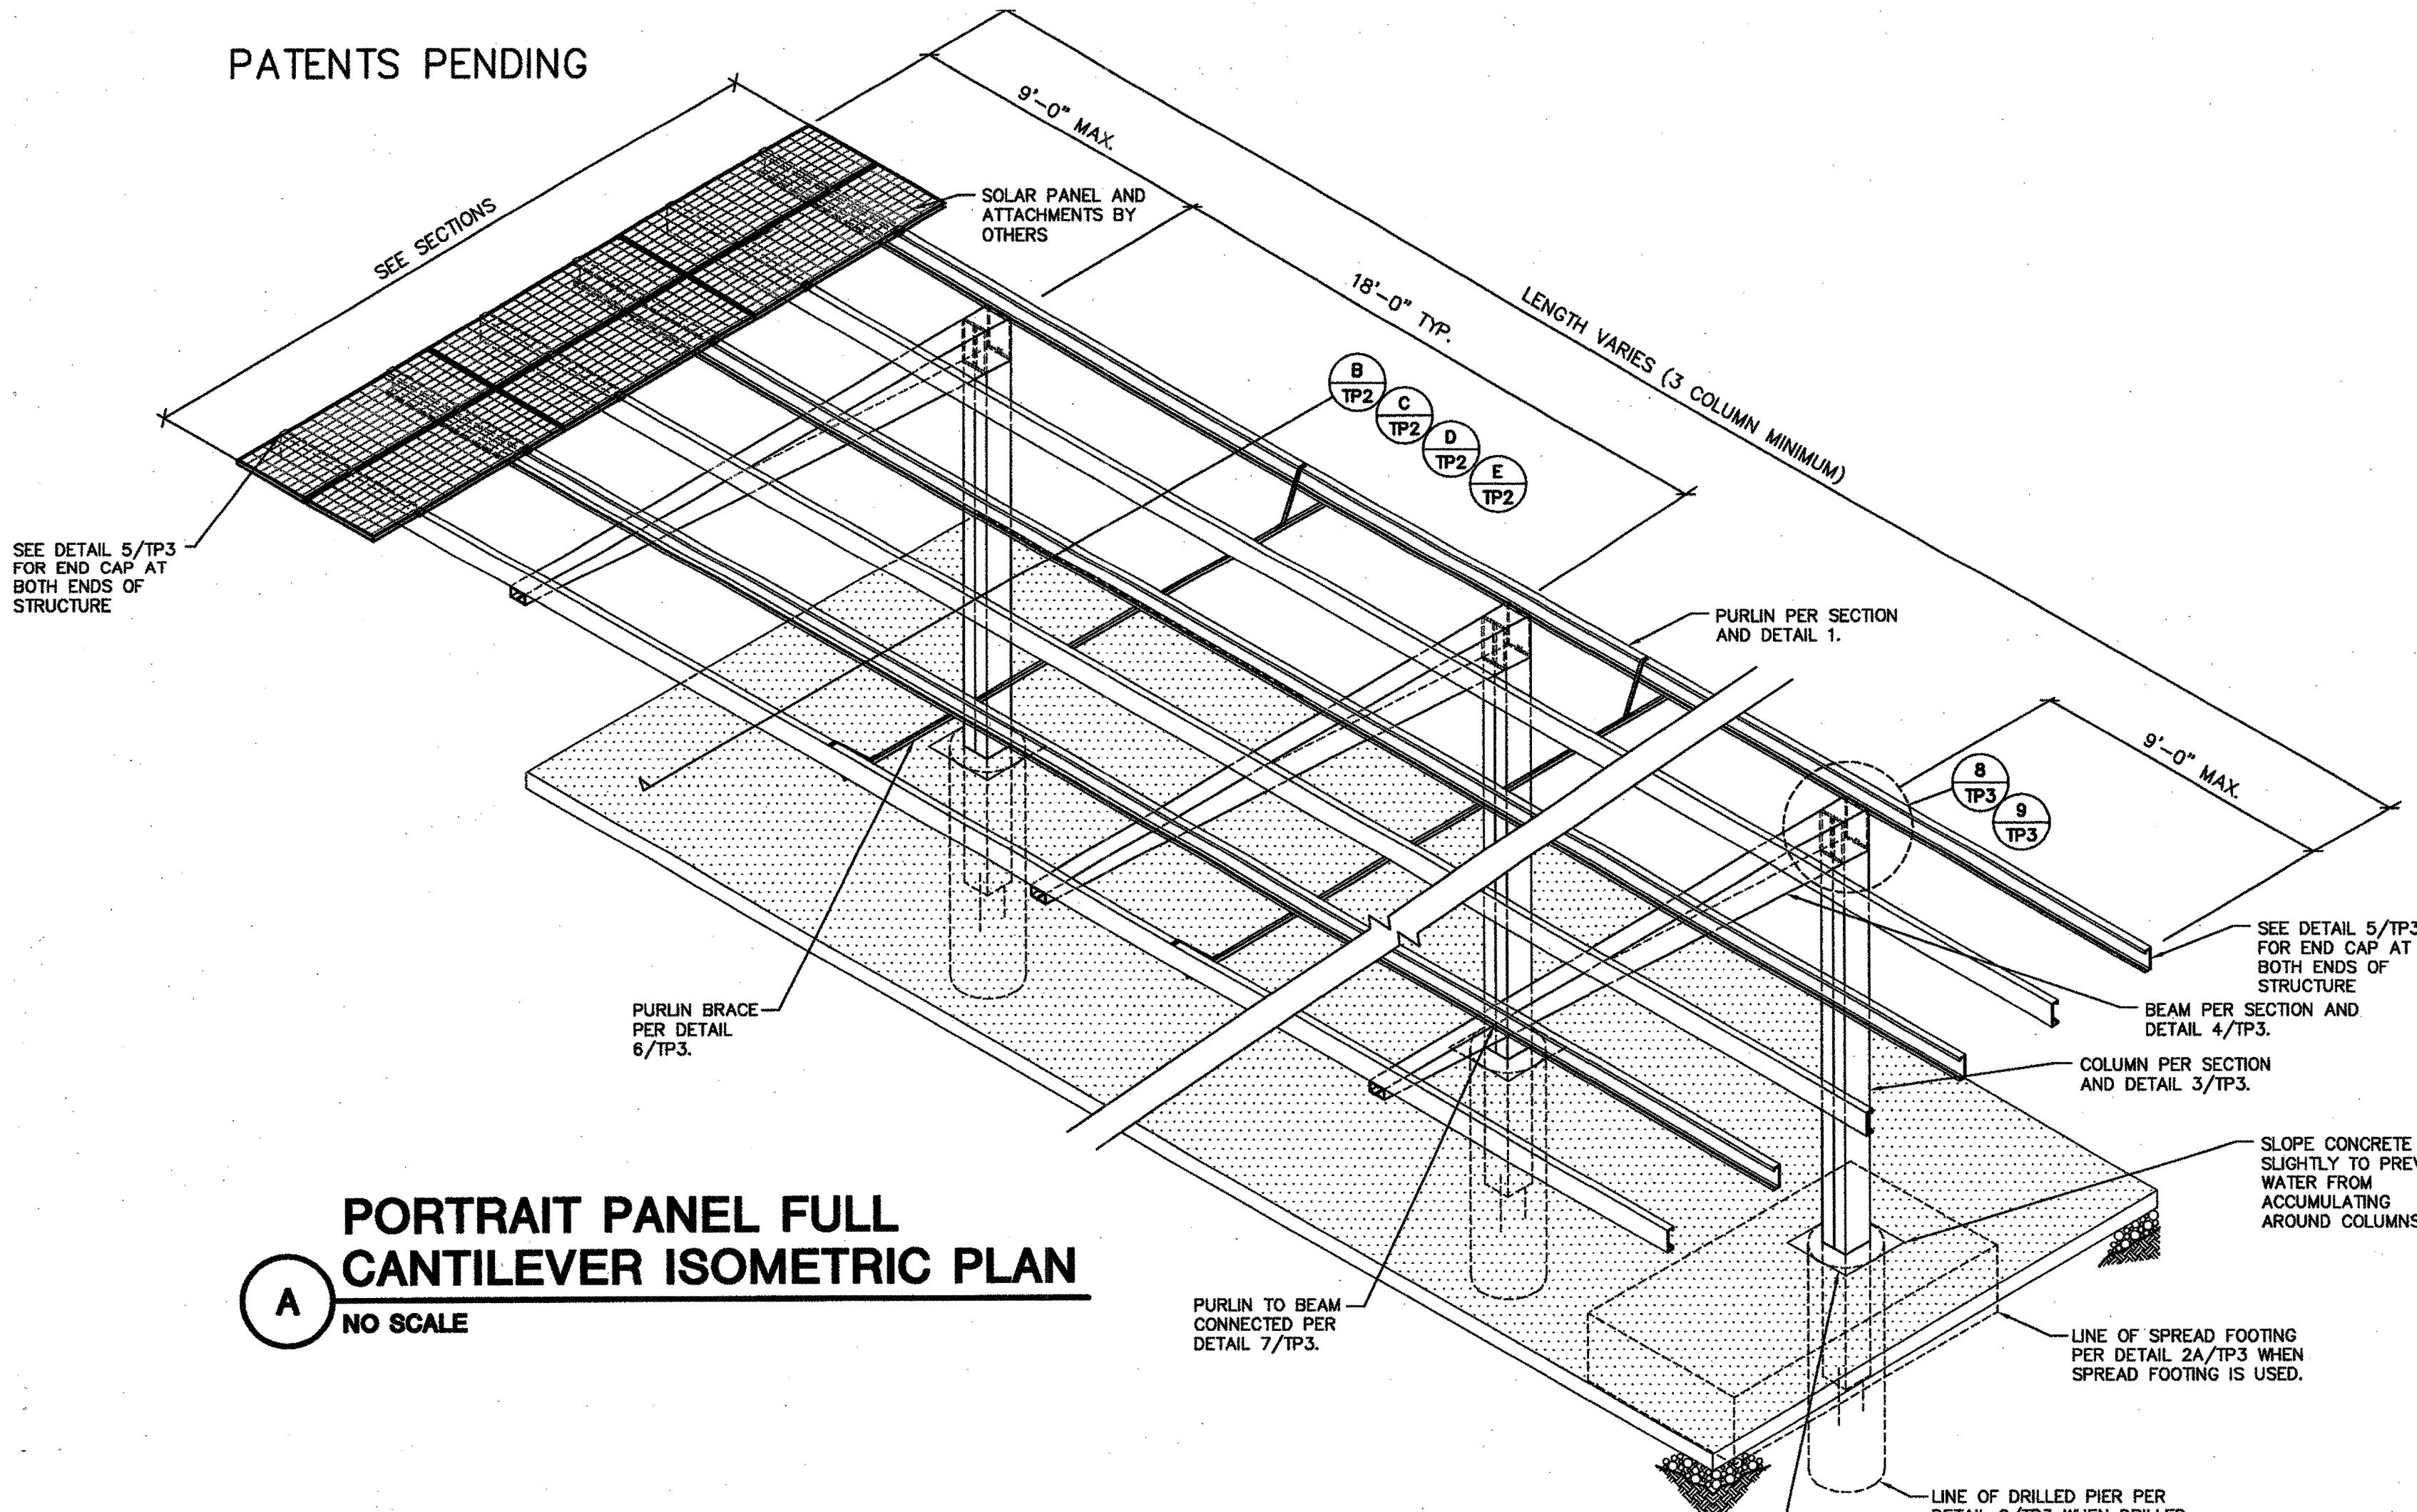 PATENTS PENDING
9'-0" MAX.
SEE SECTIONS
SOLAR PANEL AND
ATTACHMENTS BY
OTHERS
18'-0" TYP.
LENGTH VARIES (3 COLUMN MINIMUM)
B
TP2
C
TP2
D
TP2
E
TP2
SEE DETAIL 5/TP3
FOR END CAP AT
BOTH ENDS OF
STRUCTURE
PURLIN PER SECTION
AND DETAIL 1.
9'-0" MAX.
8
TP3
9
TP3
SEE DETAIL 5/TP3
FOR END CAP AT
BOTH ENDS OF
STRUCTURE
BEAM PER SECTION AND
DETAIL 4/TP3.
PURLIN BRACE
PER DETAIL
6/TP3.
COLUMN PER SECTION
AND DETAIL 3/TP3.
SLOPE CONCRETE
SLIGHTLY TO
WATER FROM
ACCUMULATING
AROUND COLUMNS
PORTRAIT PANEL FULL
CANTILEVER ISOMETRIC PLAN
A
NO SCALE
PURLIN TO BEAM
CONNECTED PER
DETAIL 7/TP3.
LINE OF SPREAD FOOTING
PER DETAIL 2A/TP3 WHEN
SPREAD FOOTING IS USED.
LINE OF DRILLED PIER PER